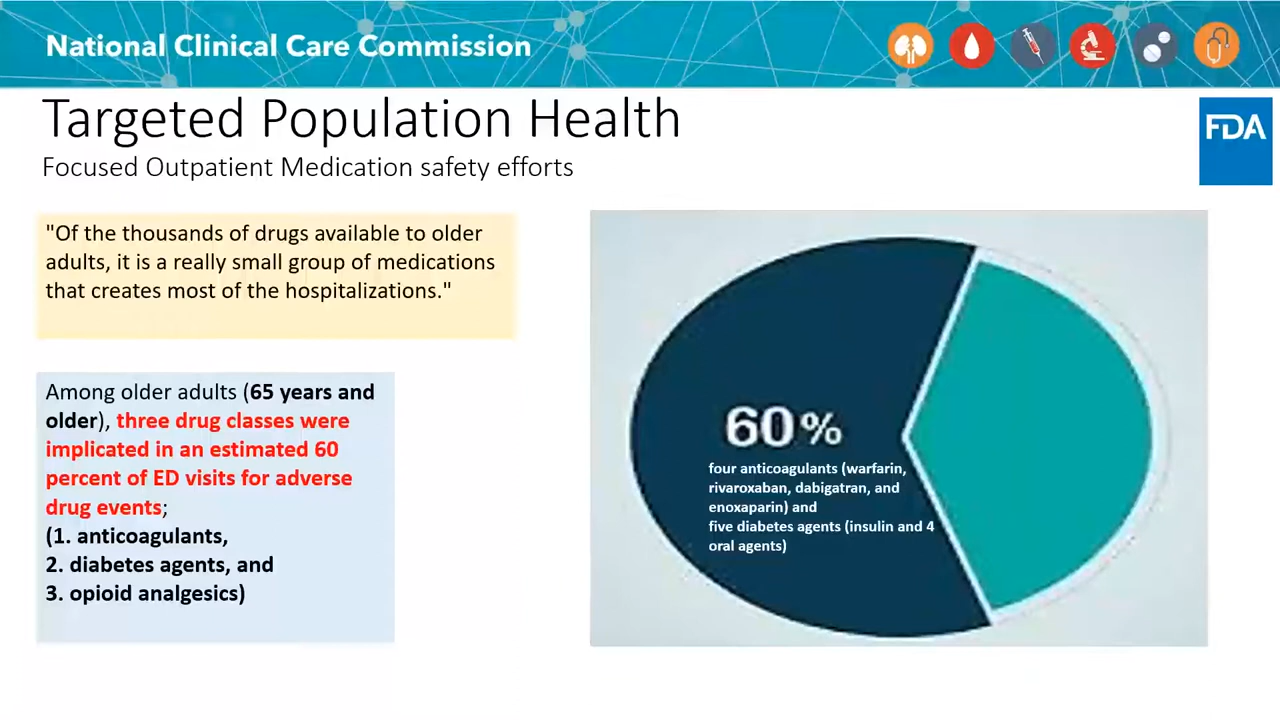 National Clinical Care Commission
Targeted Population Health
FDA
Focused Outpatient Medication safety efforts
"Of the thousands of drugs available to older
adults, it is a really small group of medications
that creates most of the hospitalizations."
Among older adults (65 years and
older), three drug classes were
implicated in an estimated 60
percent of ED visits for adverse
drug events;
(1. anticoagulants,
2. diabetes agents, and
3. opioid analgesics)
60%
four anticoagulants (warfarin,
rivaroxaban, dabigatran, and
enoxaparin) and
five diabetes agents (insulin and 4
oral agents)